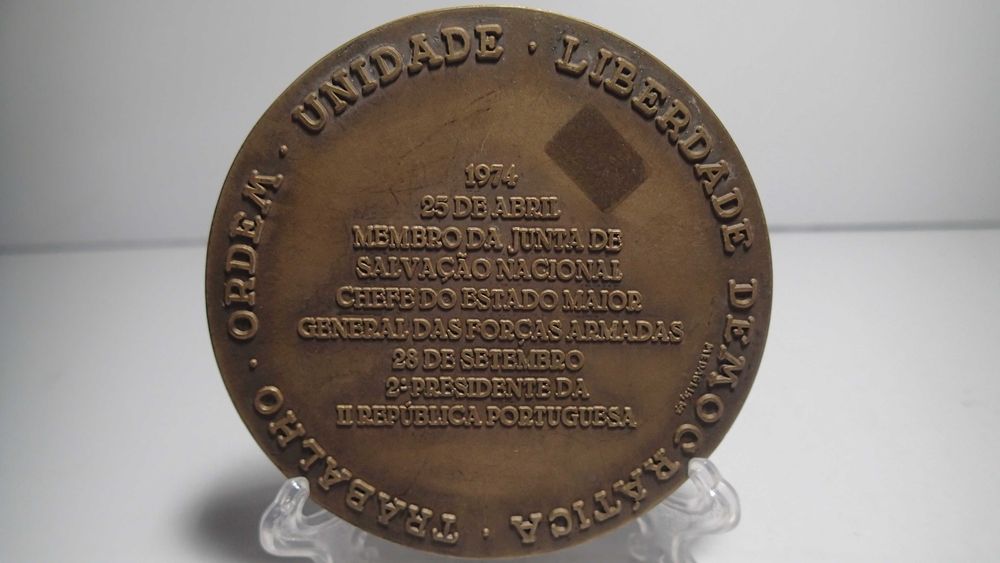 TRABALHO · ORDEM · UNIDADE · LIBERDADE DEMOCRÁTICA ·
1974
25 DE ABRIL
MEMBRO DA JUNTA DE
SALVAÇÃO NACIONAL
CHEFE DO ESTADO MAIOR
GENERAL DAS FORÇAS ARMADAS
28 DE SETEMBRO
2º PRESIDENTE DA
II REPÚBLICA PORTUGUESA